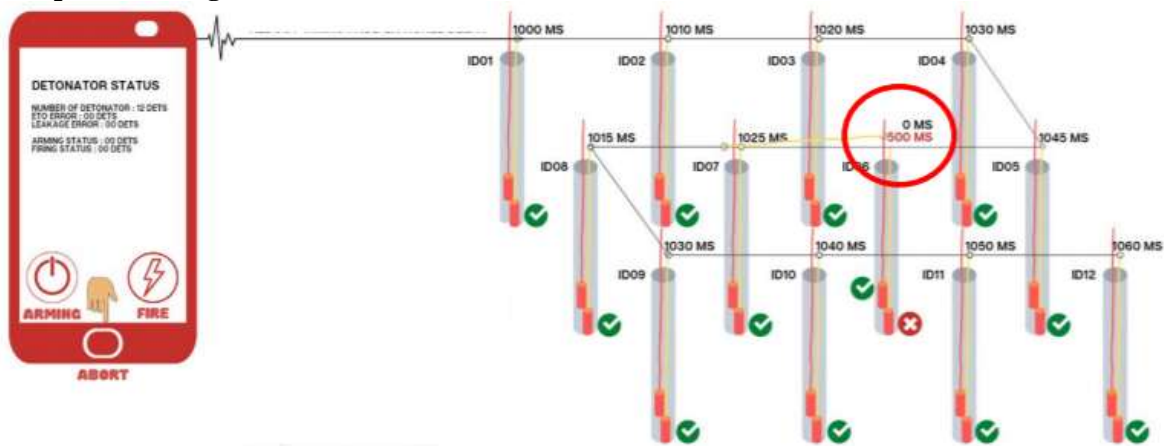 1000 MS
1010 MS
1020 MS
1030 MS
ID01
ID02
ID03
ID04
DETONATOR STATUS
NUMBER OF DETONATOR : 12 DETS
ETO ERROR : 00 DETS
LEAKAGE ERROR : 00 DETS
ARMING STATUS : 00 DETS
FIRING STATUS : 00 DETS
0 MS
1015 MS
1025 MS
500 MS
1045 MS
ID08
ID07
ID06
ID05
1030 MS
1040 MS
1050 MS
1060 MS
ID09
ID10
ID11
ID12
ARMING
FIRE
ABORT